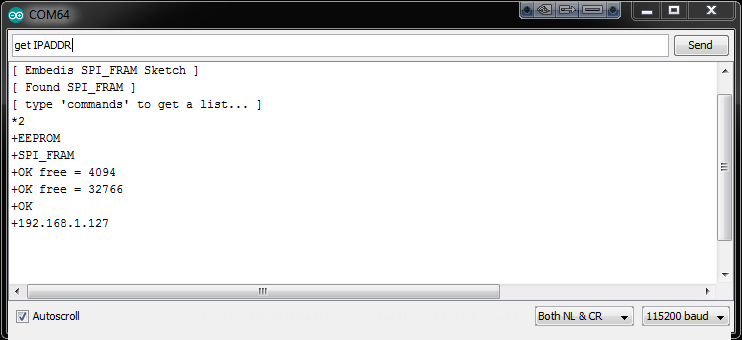 COM64
get IPADDR
Send
[ Embedis SPI_FRAM Sketch ]
[ Found SPI_FRAM ]
[ type 'commands' to get a list... ]
*2
+EEPROM
+SPI_FRAM
+OK free = 4094
+OK free = 32766
+OK
+192.168.1.127
Autoscroll
Both NL & CR
115200 baud